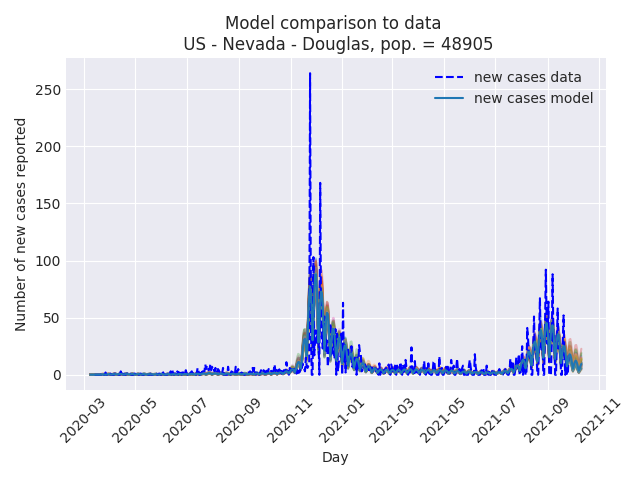 Model comparison to data
US - Nevada - Douglas, pop. = 48905
new cases data
new cases model
Number of new cases reported
250
200
150
100
50
0
2020-03
2020-05
2020-07
2020-09
2020-11
2021-01
2021-03
2021-05
2021-07
2021-09
2021-11
Day